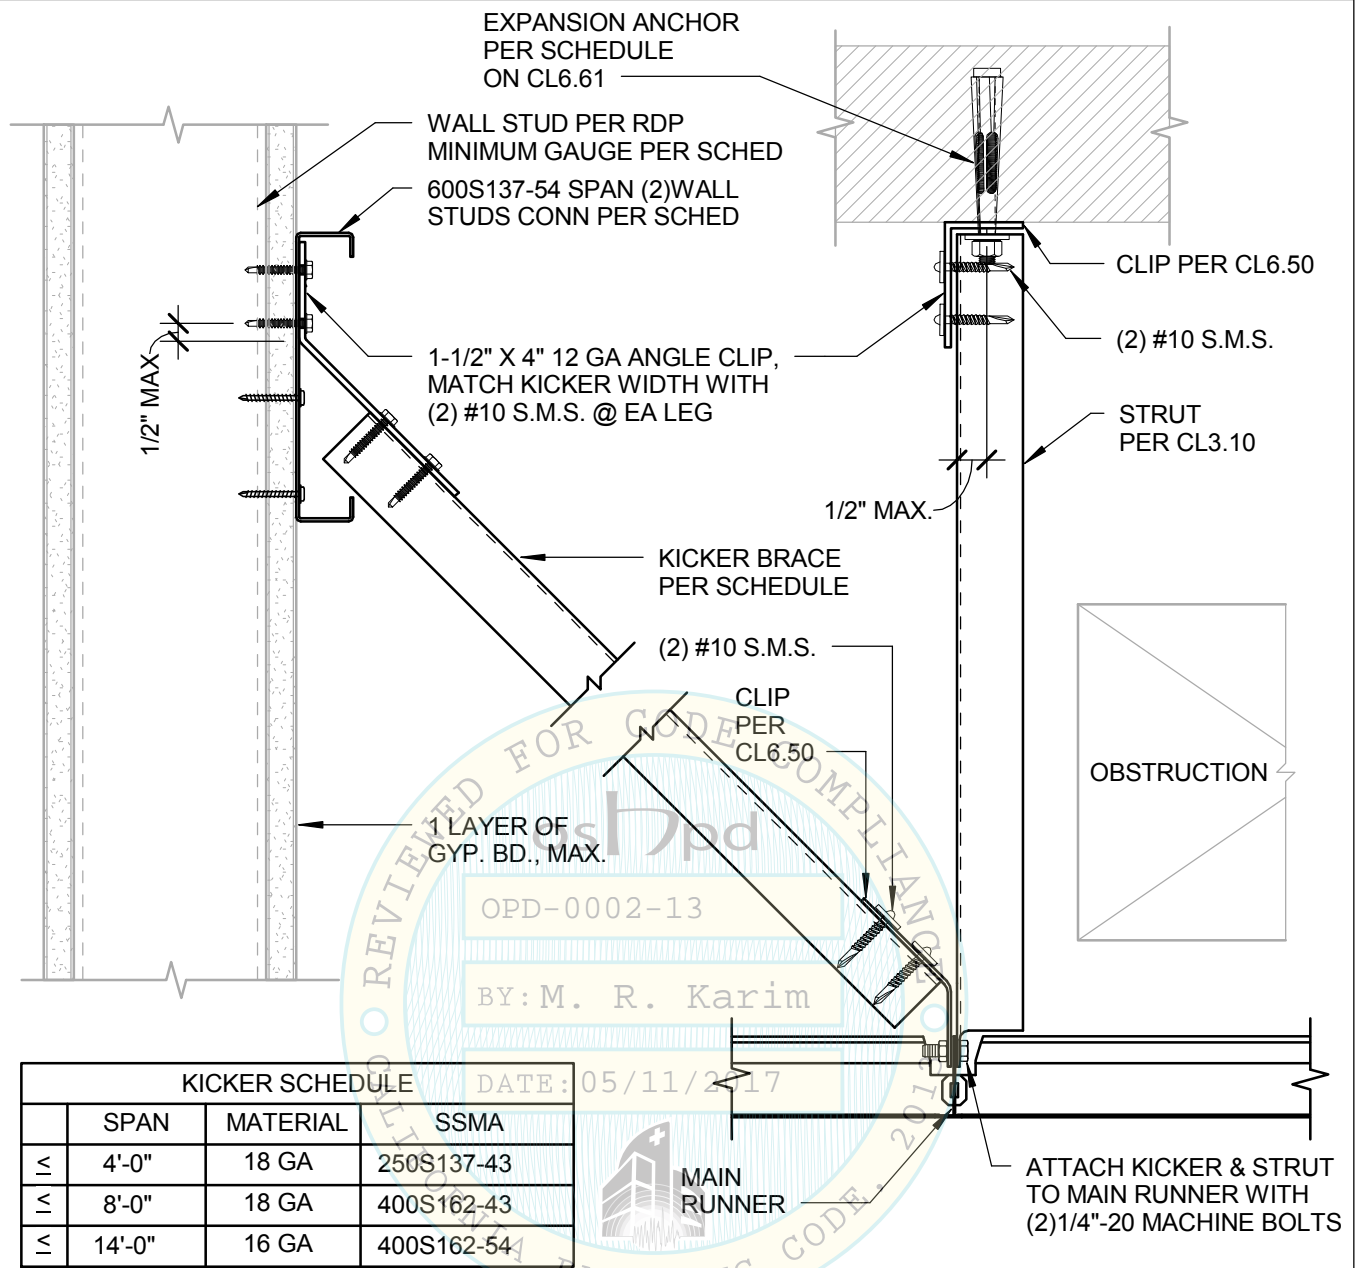 EXPANSION ANCHOR
PER SCHEDULE
ON CL6.61
WALL STUD PER RDP
MINIMUM GAUGE PER SCHED
600S137-54 SPAN (2)WALL
STUDS CONN PER SCHED
CLIP PER CL6.50
(2) #10 S.M.S.
1/2" MAX
1-1/2" X 4" 12 GA ANGLE CLIP,
MATCH KICKER WIDTH WITH
(2) #10 S.M.S. @ EA LEG
STRUT
PER CL3.10
1/2" MAX.
KICKER BRACE
PER SCHEDULE
(2) #10 S.M.S.
CLIP
PER
CL6.50
OBSTRUCTION
1 LAYER OF
GYP. BD., MAX.
REVIEWED FOR CODE COMPLIANCE
oshpd
OPD-0002-13
BY: M. R. Karim
DATE: 05/11/2017
KICKER SCHEDULE
SPAN MATERIAL SSMA
≤ 4'-0" 18 GA 250S137-43
≤ 8'-0" 18 GA 400S162-43
≤ 14'-0" 16 GA 400S162-54
MAIN
RUNNER
ATTACH KICKER & STRUT
TO MAIN RUNNER WITH
(2)1/4"-20 MACHINE BOLTS
CODE, 2013